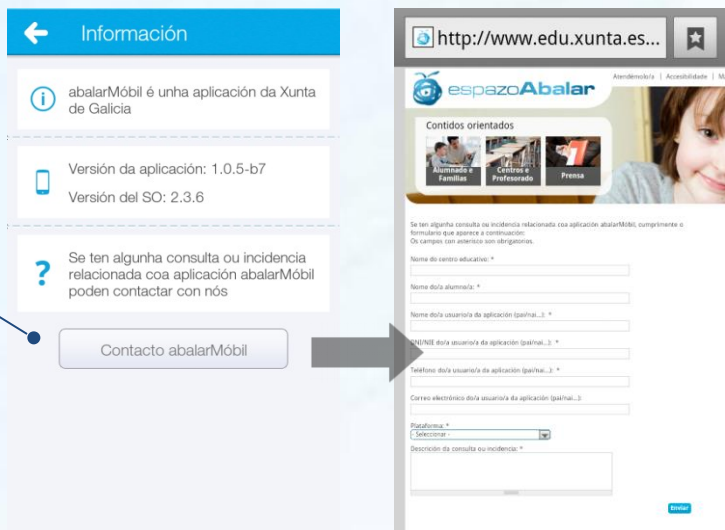 Información
abalarMóbil é unha aplicación da Xunta
de Galicia
Versión da aplicación: 1.0.5-b7
Versión del SO: 2.3.6
?
Se ten algunha consulta ou incidencia
relacionada coa aplicación abalarMóbil
poden contactar con nós
Contacto abalarMóbil
http://www.edu.xunta.es...
Atendémolo/a | Accesibilidade |
espazoAbalar
Contidos orientados
Alumnado e
Familias
Centros e
Profesorado
Prensa
Se ten algunha consulta ou incidencia relacionada coa aplicación abalarMóbil, cumprimente o
formulario que aparece a continuación:
Os campos con asterisco son obrigatorios.
Nome do centro educativo: *
Nome do/a alumno/a: *
Nome do/a usuario/a da aplicación (pai/nai...): *
DNI/NIE do/a usuario/a da aplicación (pai/nai...): *
Teléfono do/a usuario/a da aplicación (pai/nai...): *
Correo electrónico do/a usuario/a da aplicación (pai/nai...):
Plataforma: *
- Seleccionar -
Descrición da consulta ou incidencia: *
Enviar